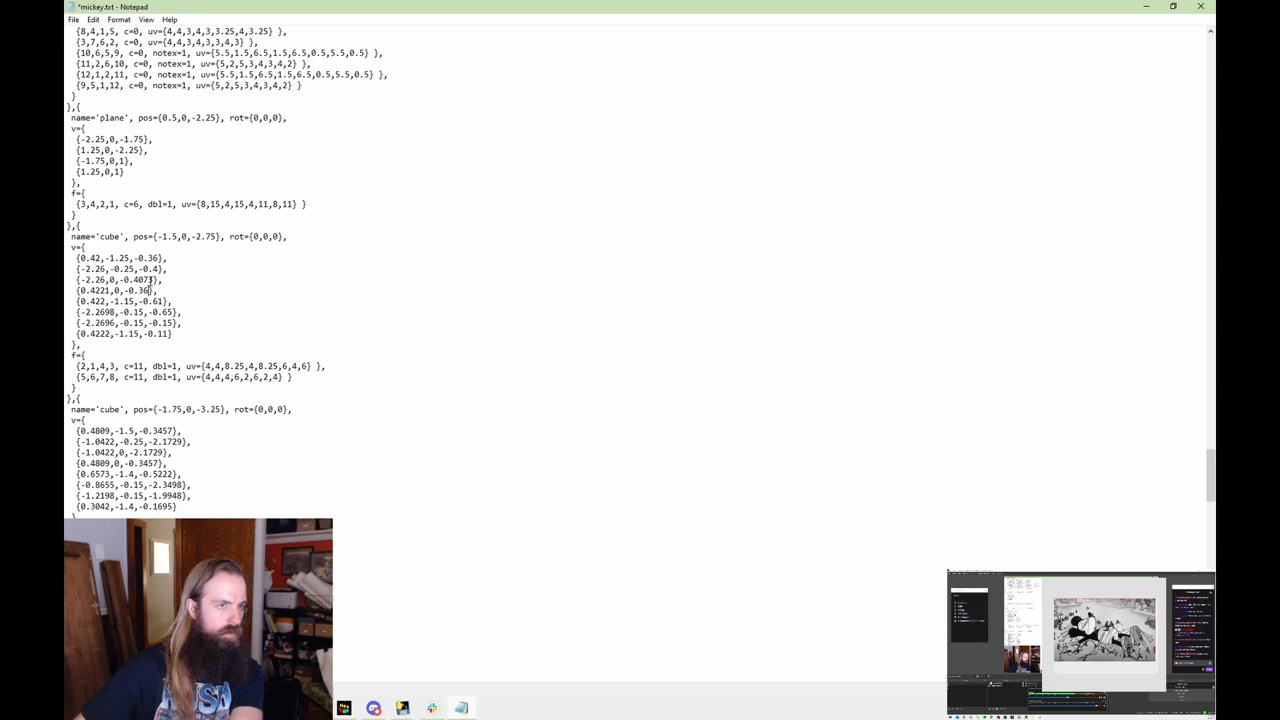 *mickey.txt - Notepad
File Edit Format View Help
{8,4,1,5, c=0, uv={4,4,3,4,3,3.25,4,3.25} },
{3,7,6,2, c=0, uv={4,4,3,4,3,3,4,3} },
{10,6,5,9, c=0, notex=1, uv={5.5,1.5,6.5,1.5,6.5,0.5,5.5,0.5} },
{11,2,6,10, c=0, notex=1, uv={5,2,5,3,4,3,4,2} },
{12,1,2,11, c=0, notex=1, uv={5.5,1.5,6.5,1.5,6.5,0.5,5.5,0.5} },
{9,5,1,12, c=0, notex=1, uv={5,2,5,3,4,3,4,2} }
}
},{
name='plane', pos={0.5,0,-2.25}, rot={0,0,0},
v={
{-2.25,0,-1.75},
{1.25,0,-2.25},
{-1.75,0,1},
{1.25,0,1}
},
f={
{3,4,2,1, c=6, dbl=1, uv={8,15,4,15,4,11,8,11} }
}
},{
name='cube', pos={-1.5,0,-2.75}, rot={0,0,0},
v={
{0.42,-1.25,-0.36},
{-2.26,-0.25,-0.4},
{-2.26,0,-0.4073},
{0.4221,0,-0.36},
{0.422,-1.15,-0.61},
{-2.2698,-0.15,-0.65},
{-2.2696,-0.15,-0.15},
{0.4222,-1.15,-0.11}
},
f={
{2,1,4,3, c=11, dbl=1, uv={4,4,8.25,4,8.25,6,4,6} },
{5,6,7,8, c=11, dbl=1, uv={4,4,4,6,2,6,2,4} }
}
},{
name='cube', pos={-1.75,0,-3.25}, rot={0,0,0},
v={
{0.4809,-1.5,-0.3457},
{-1.0422,-0.25,-2.1729},
{-1.0422,0,-2.1729},
{0.4809,0,-0.3457},
{0.6573,-1.4,-0.5222},
{-0.8655,-0.15,-2.3498},
{-1.2198,-0.15,-1.9948},
{0.3042,-1.4,-0.1695}
}